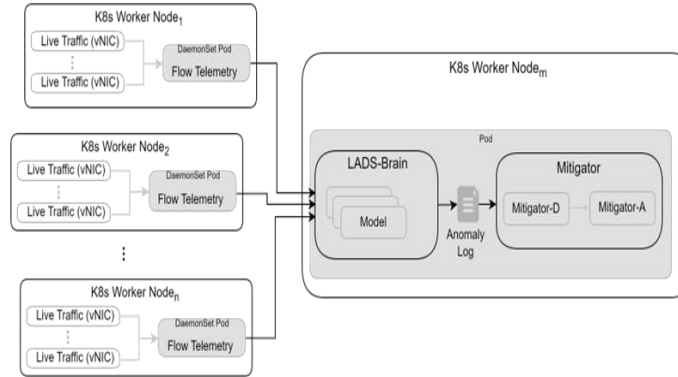 K8s Worker Node1
Live Traffic (vNIC)
Live Traffic (vNIC)
DaemonSet Pod
Flow Telemetry
K8s Worker Node2
Live Traffic (vNIC)
Live Traffic (vNIC)
DaemonSet Pod
Flow Telemetry
K8s Worker Noden
Live Traffic (vNIC)
Live Traffic (vNIC)
DaemonSet Pod
Flow Telemetry
K8s Worker Nodem
Pod
LADS-Brain
Model
Anomaly
Log
Mitigator
Mitigator-D
Mitigator-A